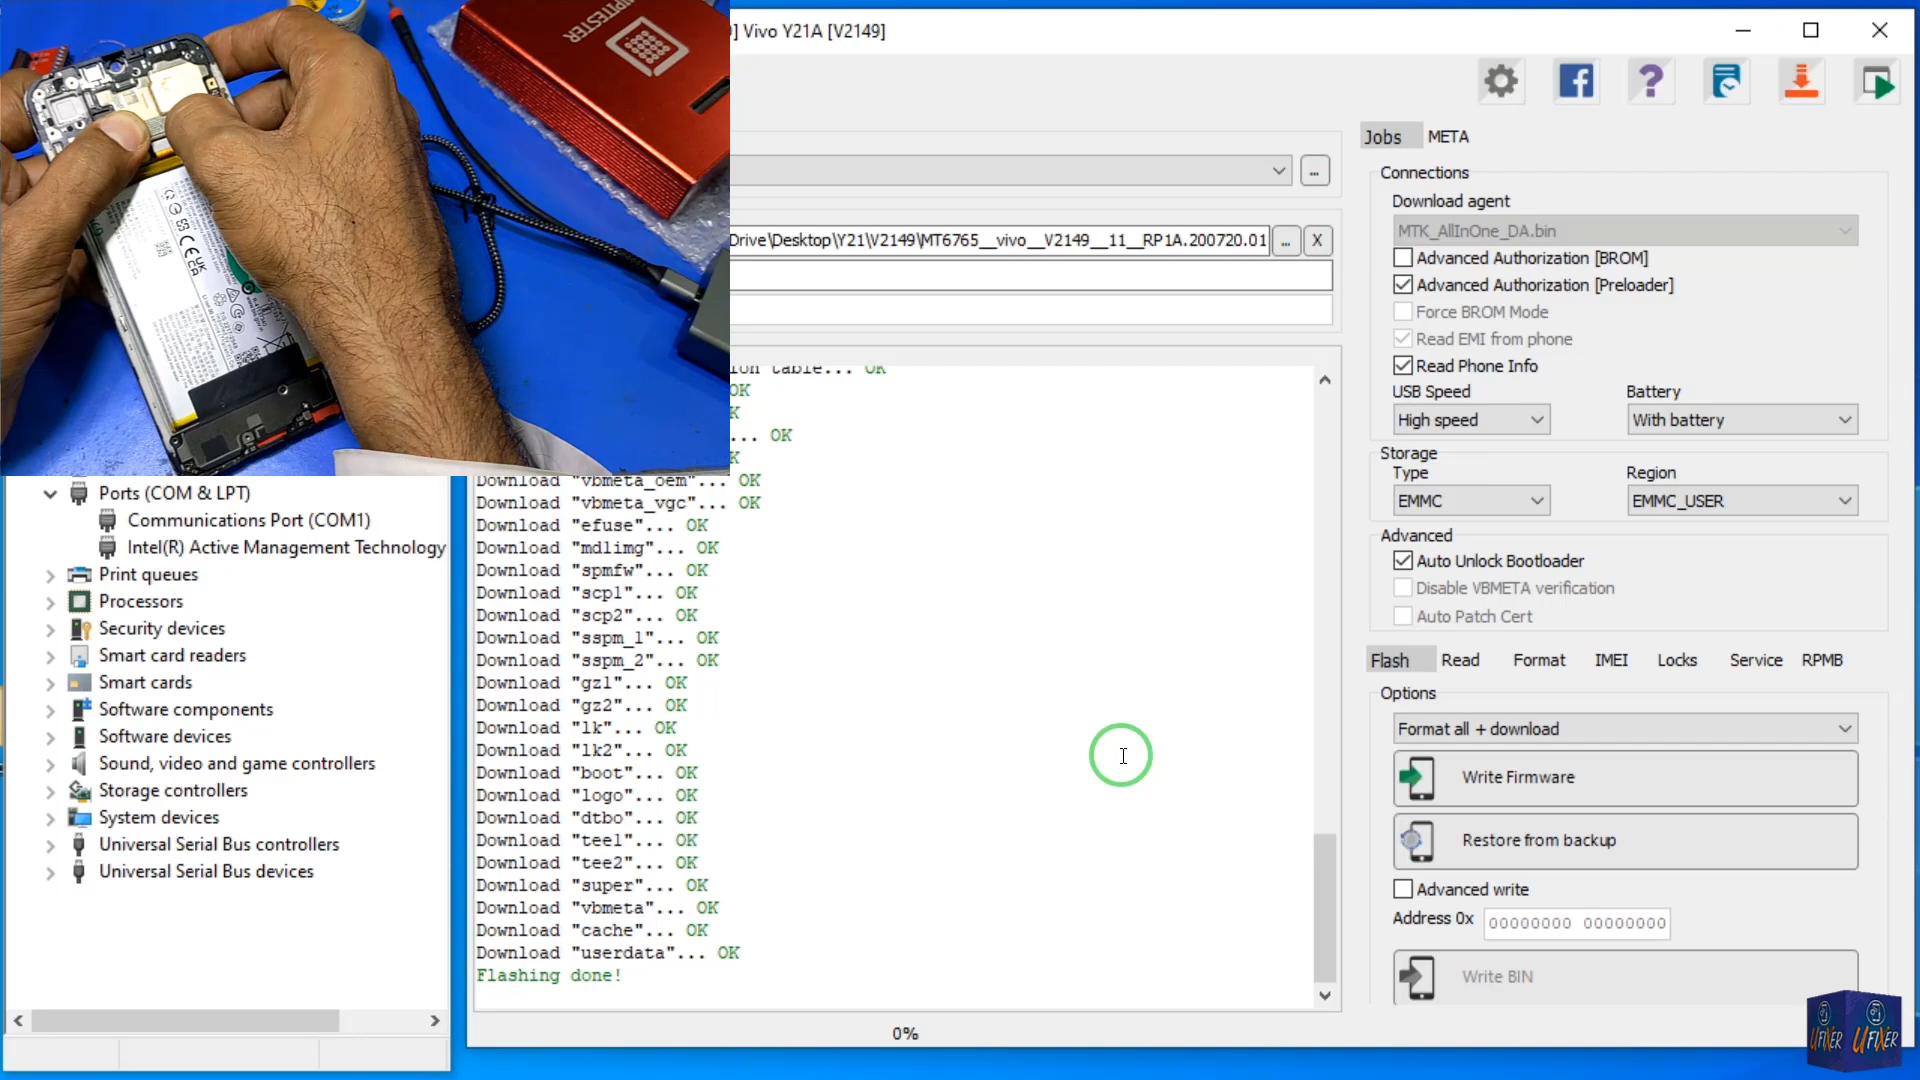 PITESTER
] Vivo Y21A [V2149]
Jobs META
Connections
Download agent
MTK_AllInOne_DA.bin
Advanced Authorization [BROM]
Advanced Authorization [Preloader]
Force BROM Mode
Read EMI from phone
Read Phone Info
USB Speed Battery
High speed With battery
Storage
Type Region
EMMC EMMC_USER
Advanced
Auto Unlock Bootloader
Disable VBMETA verification
Auto Patch Cert
Flash Read Format IMEI Locks Service RPMB
Options
Format all + download
Write Firmware
Restore from backup
Advanced write
Address 0x 00000000 00000000
Write BIN
...
Drive\Desktop\Y21\V2149\MT6765__vivo__V2149__11__RP1A.200720.01 ... X
ion table... OK
OK
K
... OK
K
Download "vbmeta_oem"... OK
Download "vbmeta_vgc"... OK
Download "efuse"... OK
Download "md1img"... OK
Download "spmfw"... OK
Download "scp1"... OK
Download "scp2"... OK
Download "sspm_1"... OK
Download "sspm_2"... OK
Download "gz1"... OK
Download "gz2"... OK
Download "lk"... OK
Download "lk2"... OK
Download "boot"... OK
Download "logo"... OK
Download "dtbo"... OK
Download "tee1"... OK
Download "tee2"... OK
Download "super"... OK
Download "vbmeta"... OK
Download "cache"... OK
Download "userdata"... OK
Flashing done!
0%
Ports (COM & LPT)
Communications Port (COM1)
Intel(R) Active Management Technology
Print queues
Processors
Security devices
Smart card readers
Smart cards
Software components
Software devices
Sound, video and game controllers
Storage controllers
System devices
Universal Serial Bus controllers
Universal Serial Bus devices
UFIXER UFIXER